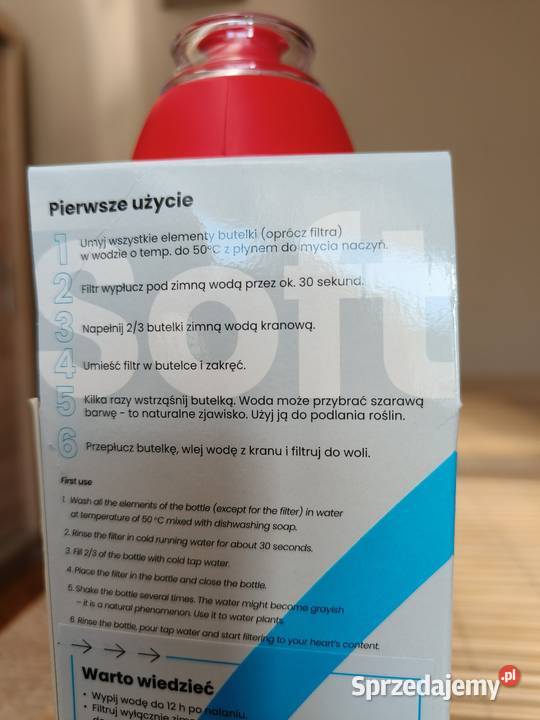 Pierwsze użycie
Soft
1 Umyj wszystkie elementy butelki (oprócz filtra)
w wodzie o temp. do 50°C z płynem do mycia naczyń.
2 Filtr wypłucz pod zimną wodą przez ok. 30 sekund.
3 Napełnij 2/3 butelki zimną wodą kranową.
4 Umieść filtr w butelce i zakręć.
5 Kilka razy wstrząśnij butelką. Woda może przybrać szarawą
barwę - to naturalne zjawisko. Użyj ją do podlania roślin.
6 Przepłucz butelkę, wlej wodę z kranu i filtruj do woli.
First use
1. Wash all the elements of the bottle (except for the filter) in water
at temperature of 50 °C mixed with dishwashing soap.
2. Rinse the filter in cold running water for about 30 seconds.
3. Fill 2/3 of the bottle with cold tap water.
4. Place the filter in the bottle and close the bottle.
5. Shake the bottle several times. The water might become grayish
– it is a natural phenomenon. Use it to water plants.
6. Rinse the bottle, pour tap water and start filtering to your heart's content.
Warto wiedzieć
• Wypij wodę do 12 h po nalaniu.
• Filtruj wyłącznie
Sprzedajemy.pl